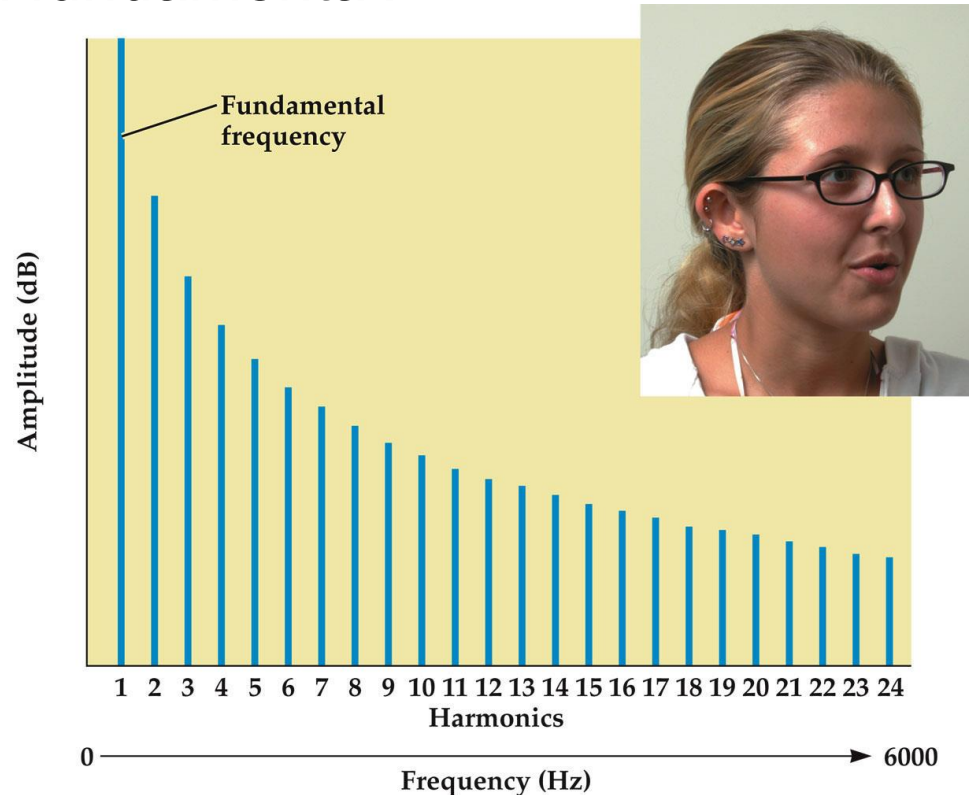 Fundamental
frequency
Amplitude (dB)
1 2 3 4 5 6 7 8 9 10 11 12 13 14 15 16 17 18 19 20 21 22 23 24
Harmonics
0 6000
Frequency (Hz)